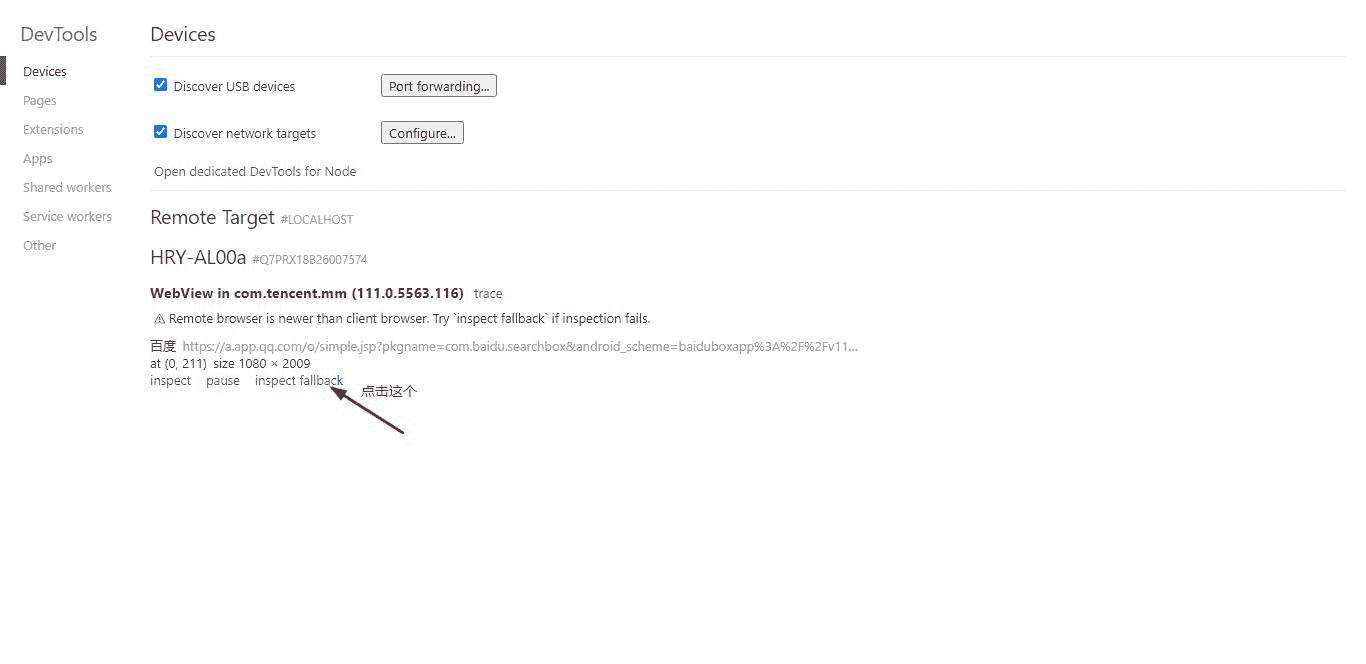 DevTools
Devices
Pages
Extensions
Apps
Shared workers
Service workers
Other
Devices
Discover USB devices Port forwarding...
Discover network targets Configure...
Open dedicated DevTools for Node
Remote Target #LOCALHOST
HRY-AL00a #Q7PRX18B26007574
WebView in com.tencent.mm (111.0.5563.116) trace
⚠ Remote browser is newer than client browser. Try `inspect fallback` if inspection fails.
百度 https://a.app.qq.com/o/simple.jsp?pkgname=com.baidu.searchbox&android_scheme=baiduboxapp%3A%2F%2Fv11...
at (0, 211) size 1080 × 2009
inspect pause inspect fallback
点击这个